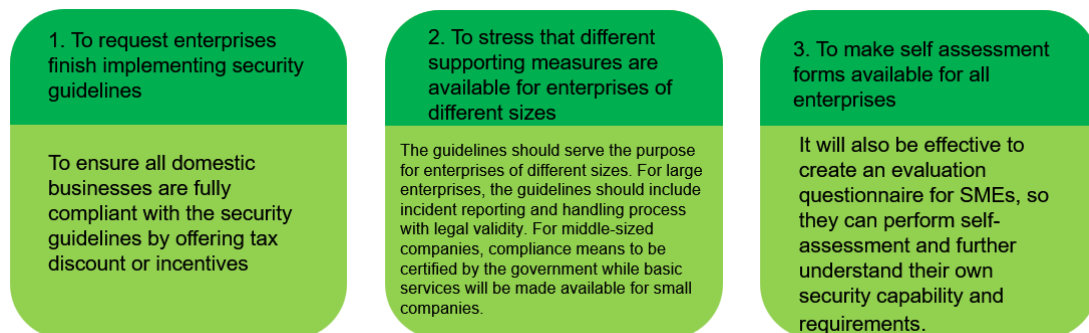 1. To request enterprises
finish implementing security
guidelines
To ensure all domestic
businesses are fully
compliant with the security
guidelines by offering tax
discount or incentives
2. To stress that different
supporting measures are
available for enterprises of
different sizes
The guidelines should serve the purpose
for enterprises of different sizes. For large
enterprises, the guidelines should include
incident reporting and handling process
with legal validity. For middle-sized
companies, compliance means to be
certified by the government while basic
services will be made available for small
companies.
3. To make self assessment
forms available for all
enterprises
It will also be effective to
create an evaluation
questionnaire for SMEs, so
they can perform self-
assessment and further
understand their own
security capability and
requirements.